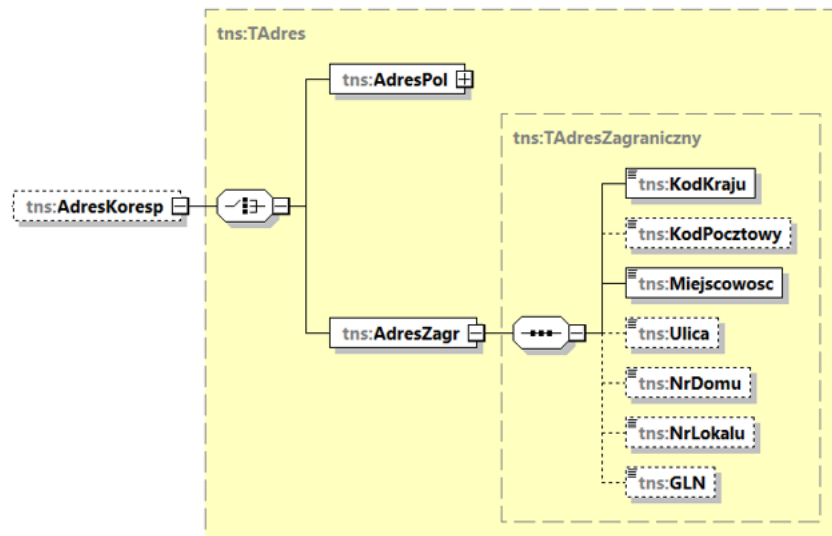 tns:TAdres
tns:AdresPol
tns:TAdresZagraniczny
tns:KodKraju
tns:AdresKoresp
tns:KodPocztowy
tns:Miejscowosc
tns:AdresZagr
tns:Ulica
tns:NrDomu
tns:NrLokalu
tns:GLN